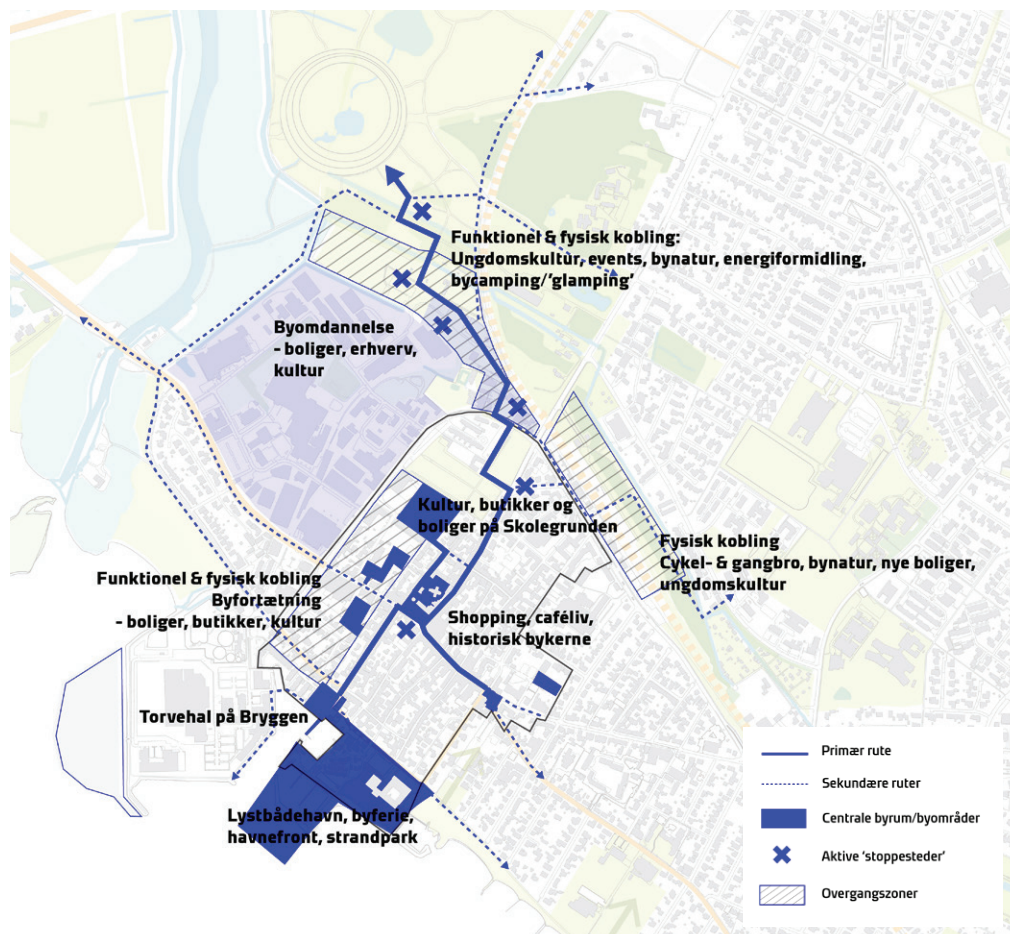 Funktionel & fysisk kobling:
Ungdomskultur, events, bynatur, energiformidling,
bycamping/'glamping'
Byomdannelse
- boliger, erhverv,
kultur
Kultur, butikker og
boliger på Skolegrunden
Fysisk kobling
Cykel- & gangbro, bynatur, nye boliger,
ungdomskultur
Funktionel & fysisk kobling
Byfortætning
- boliger, butikker, kultur
Shopping, caféliv,
historisk bykerne
Torvehal på Bryggen
Lystbådehavn, byferie,
havnefront, strandpark
Primær rute
Sekundære ruter
Centrale byrum/byområder
Aktive 'stoppesteder'
Overgangszoner